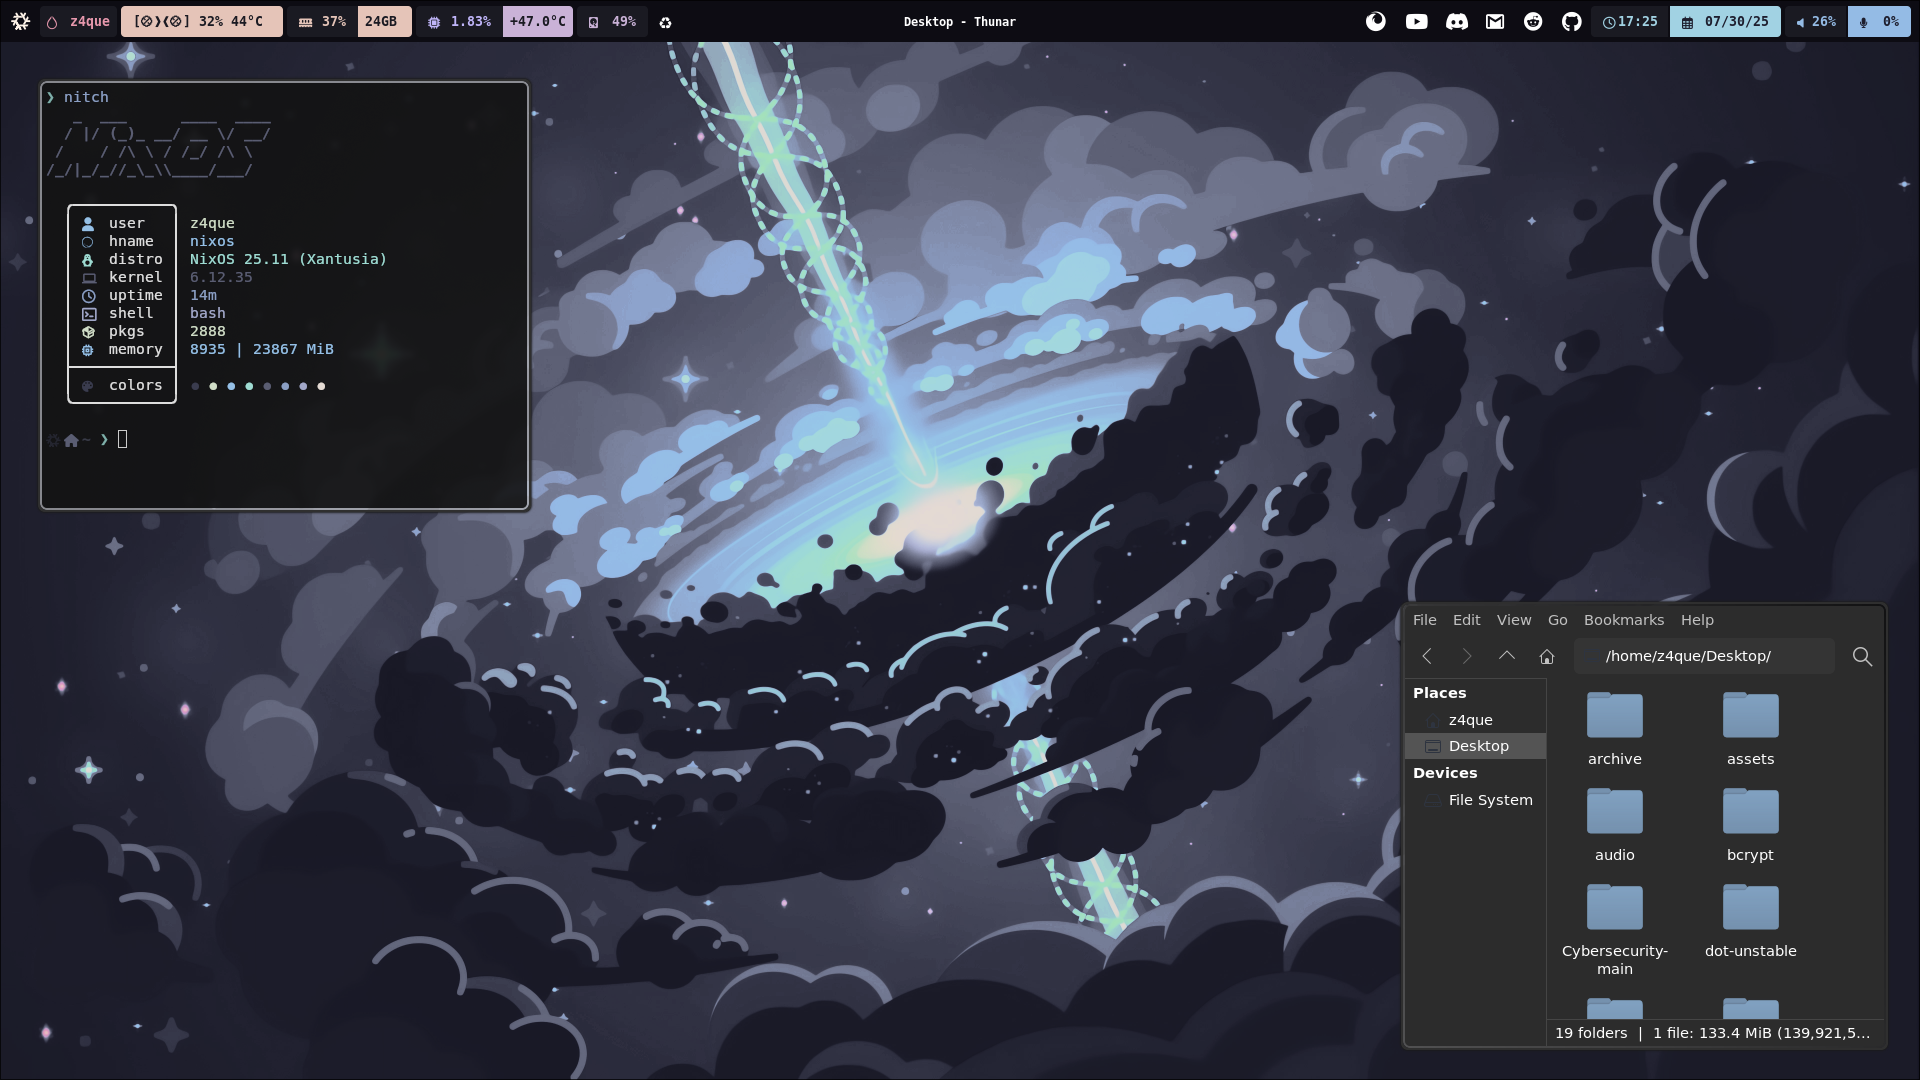 z4que
[ ] 32% 44°C
37%
24GB
1.83%
+47.0°C
49%
Desktop - Thunar
17:25
07/30/25
26%
0%
❯ nitch
user z4que
hname nixos
distro NixOS 25.11 (Xantusia)
kernel 6.12.35
uptime 14m
shell bash
pkgs 2888
memory 8935 | 23867 MiB
colors
~ ❯
File Edit View Go Bookmarks Help
/home/z4que/Desktop/
Places
z4que
Desktop
Devices
File System
archive
assets
audio
bcrypt
Cybersecurity-
main
dot-unstable
19 folders | 1 file: 133.4 MiB (139,921,5...